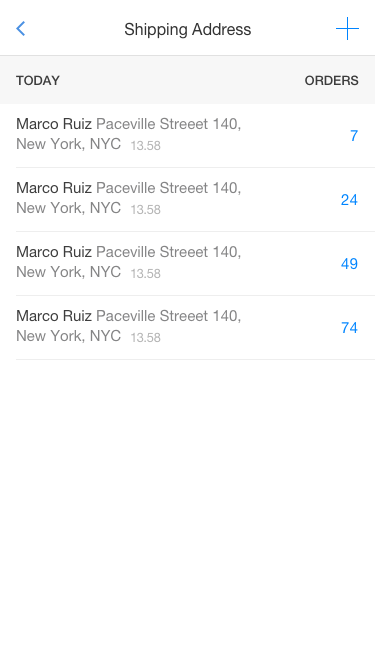 Shipping Address
TODAY ORDERS
Marco Ruiz Paceville Streeet 140,
New York, NYC 13.58
7
Marco Ruiz Paceville Streeet 140,
New York, NYC 13.58
24
Marco Ruiz Paceville Streeet 140,
New York, NYC 13.58
49
Marco Ruiz Paceville Streeet 140,
New York, NYC 13.58
74